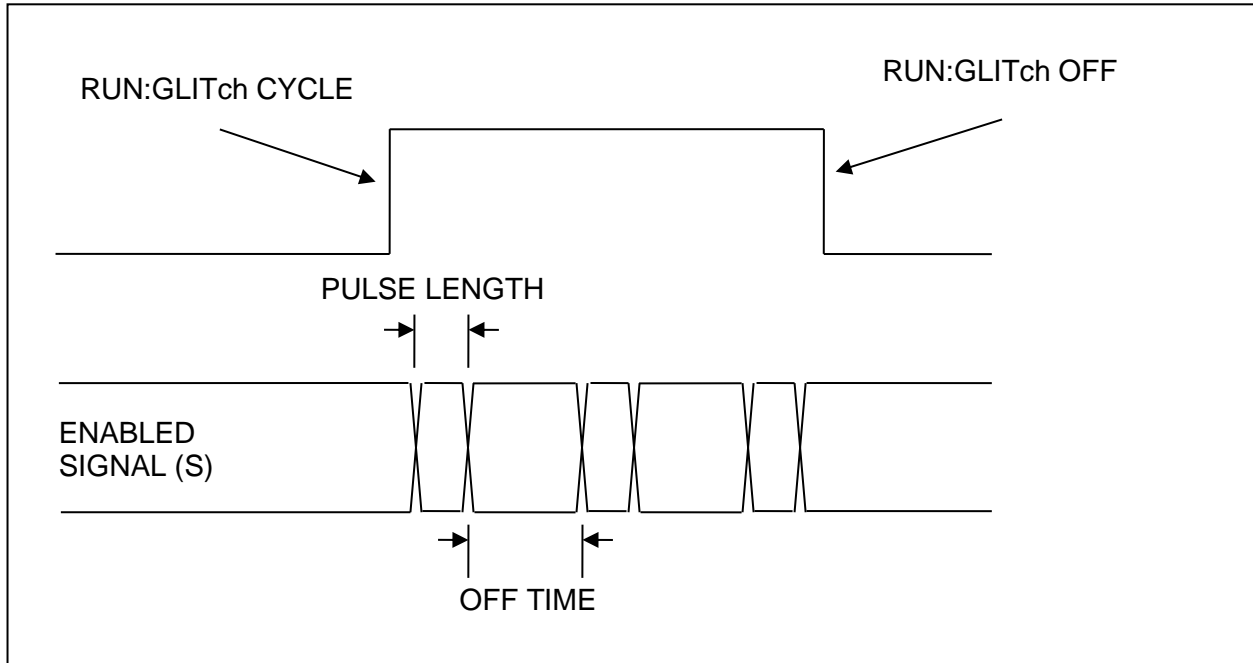 RUN:GLITch CYCLE
RUN:GLITch OFF
PULSE LENGTH
ENABLED
SIGNAL (S)
OFF TIME